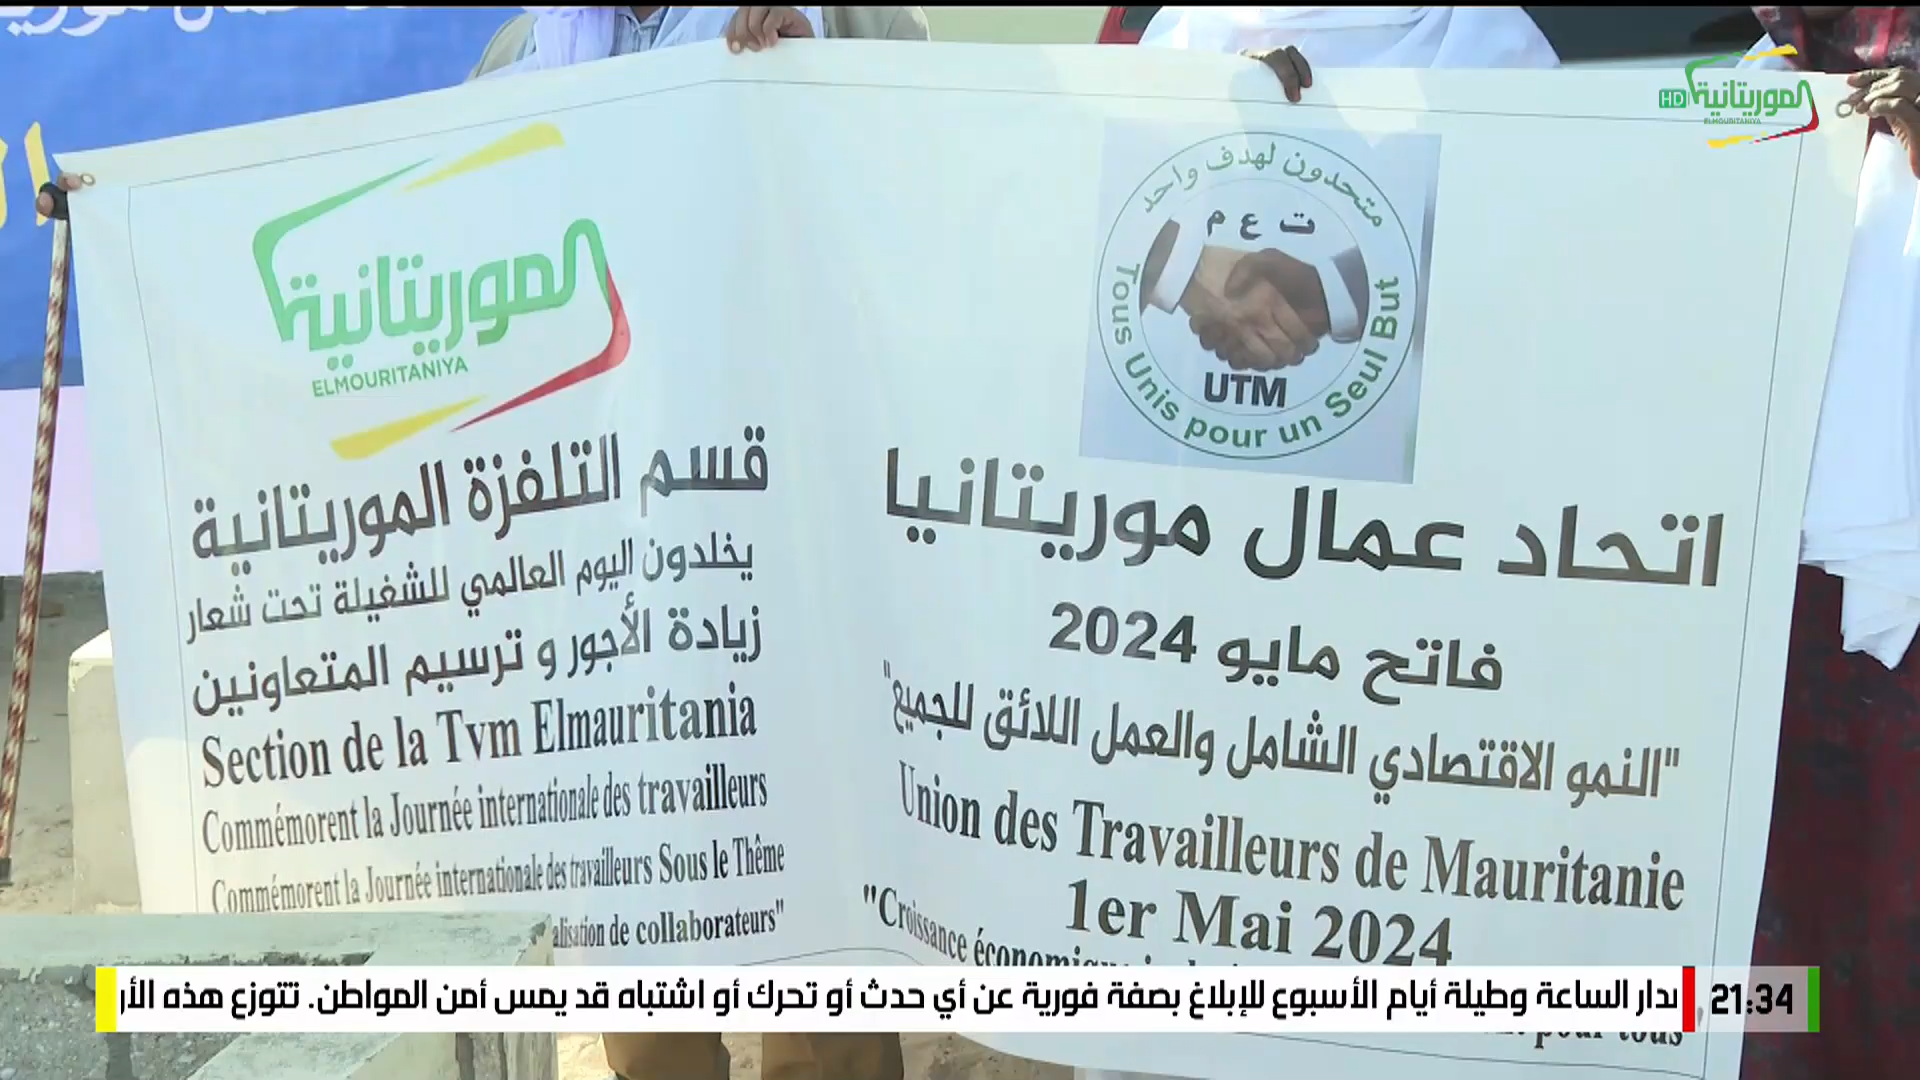 HD الموريتانية
ELMOURITANIYA
متحدون لهدف واحد
ت ع م
UTM
Tous Unis pour un Seul But
اتحاد عمال موريتانيا
فاتح مايو 2024
"النمو الاقتصادي الشامل والعمل اللائق للجميع"
Union des Travailleurs de Mauritanie
1er Mai 2024
"Croissance économique
pour tous
الموريتانية
ELMOURITANIYA
قسم التلفزة الموريتانية
يخلدون اليوم العالمي للشغيلة تحت شعار
زيادة الأجور و ترسيم المتعاونين
Section de la Tvm Elmauritania
Commémorent la Journée internationale des travailleurs
Commémorent la Journée internationale des travailleurs Sous le Thême
de collaborateurs"
الساعة وطيلة أيام الأسبوع للإبلاغ بصفة فورية عن أي حدث أو تحرك أو اشتباه قد يمس أمن المواطن. تتوزع هذه
21:34